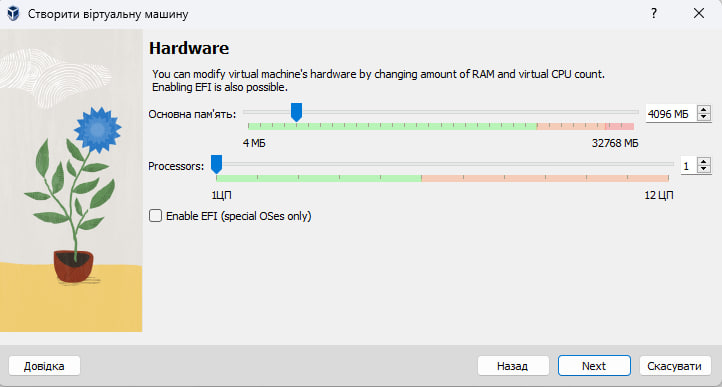 Створити віртуальну машину
?
Hardware
You can modify virtual machine's hardware by changing amount of RAM and virtual CPU count.
Enabling EFI is also possible.
Основна пам'ять:
4096 МБ
4 МБ
32768 МБ
Processors:
1
1ЦП
12 ЦП
Enable EFI (special OSes only)
Довідка
Назад
Next
Скасувати